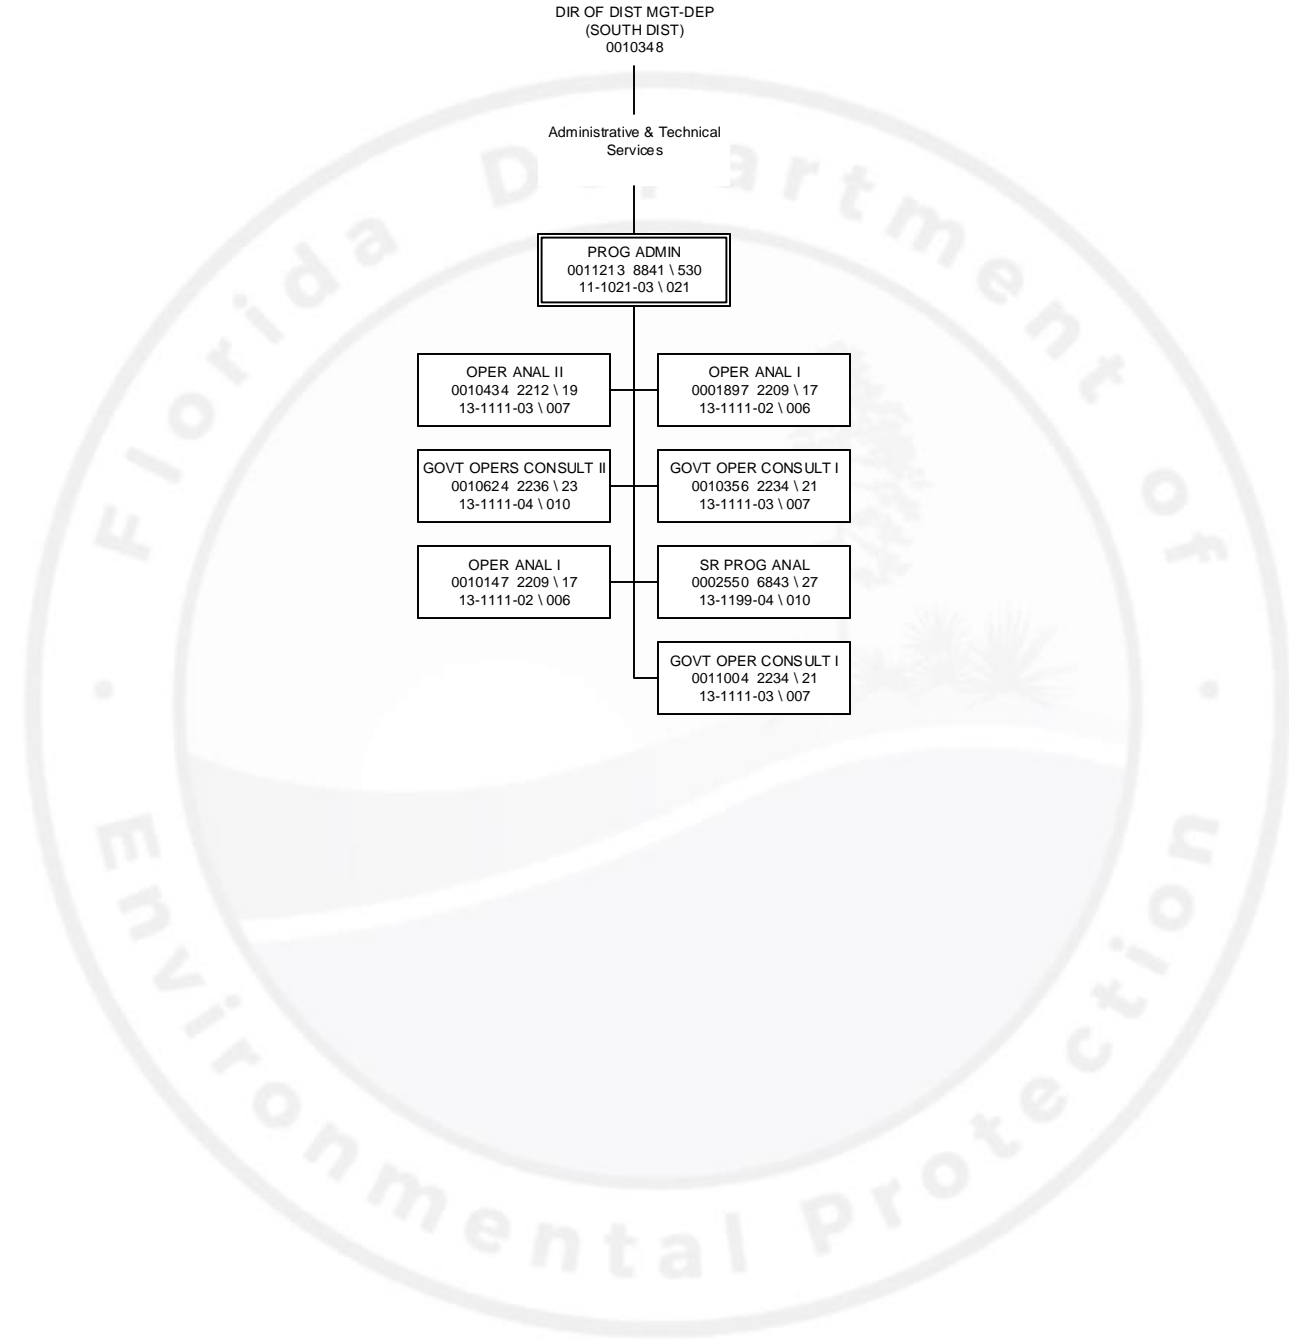 DIR OF DIST MGT-DEP
(SOUTH DIST)
0010348
Administrative & Technical
Services
PROG ADMIN
0011213 8841 \ 530
11-1021-03 \ 021
OPER ANAL II
0010434 2212 \ 19
13-1111-03 \ 007
OPER ANAL I
0001897 2209 \ 17
13-1111-02 \ 006
GOVT OPERS CONSULT II
0010624 2236 \ 23
13-1111-04 \ 010
GOVT OPER CONSULT I
0010356 2234 \ 21
13-1111-03 \ 007
OPER ANAL I
0010147 2209 \ 17
13-1111-02 \ 006
SR PROG ANAL
0002550 6843 \ 27
13-1199-04 \ 010
GOVT OPER CONSULT I
0011004 2234 \ 21
13-1111-03 \ 007
Florida Department of
Environmental Protection